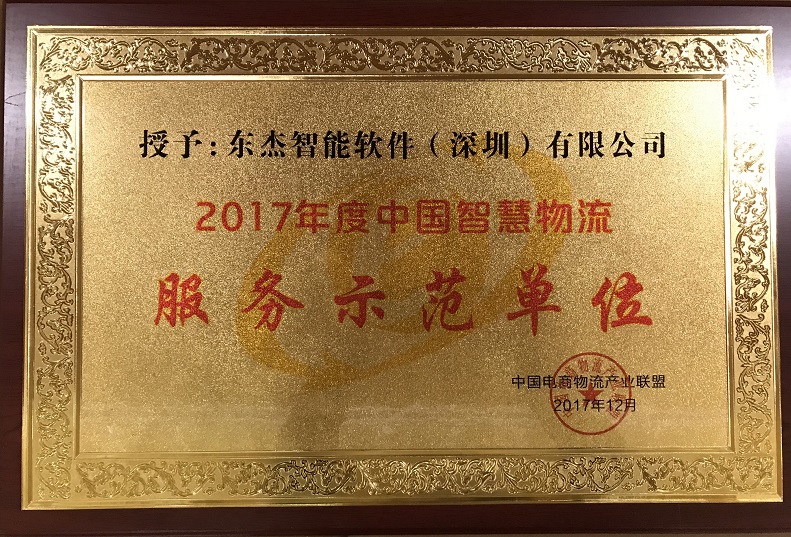 授予：东杰智能软件（深圳）有限公司
2017年度中国智慧物流
服务示范单位
中国电商物流产业联盟
2017年12月